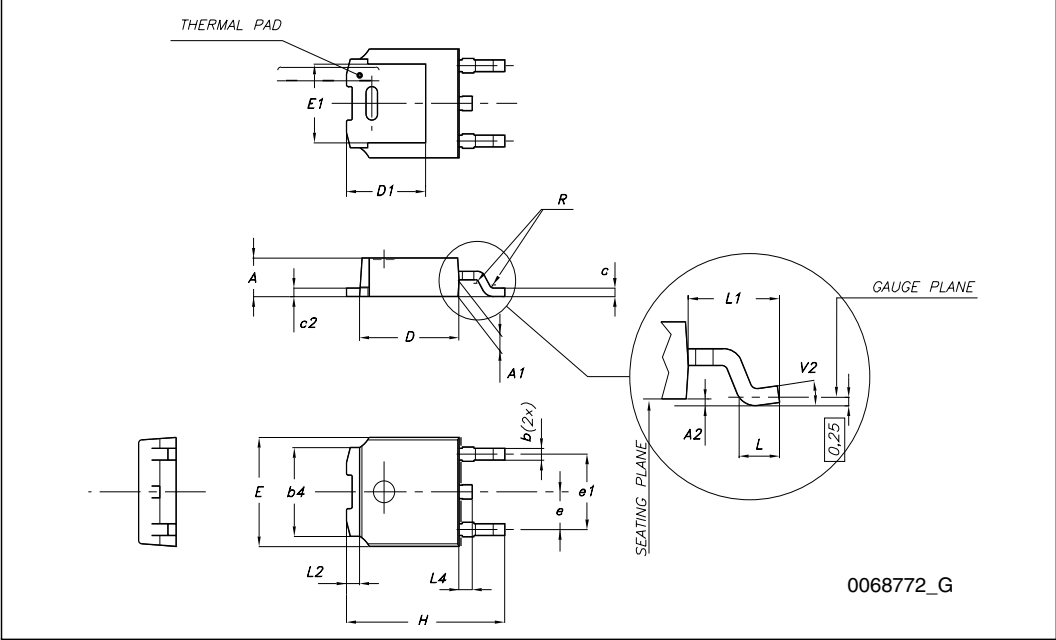 THERMAL PAD
E1
D1
R
A
c
c2
D
A1
L1
GAUGE PLANE
V2
A2
L
0,25
SEATING PLANE
b(2x)
E
b4
e1
e
L2
L4
H
0068772_G